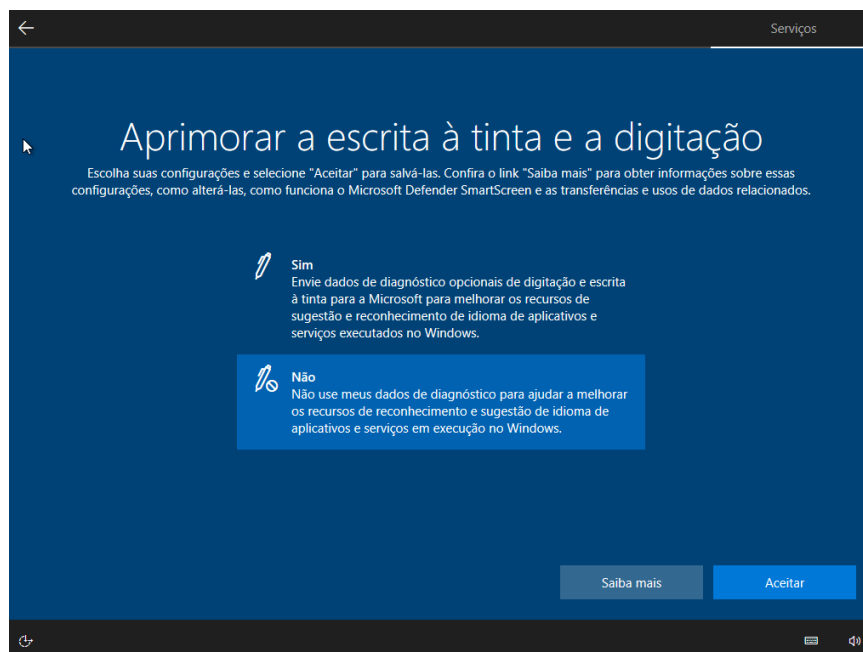 Serviços
Aprimorar a escrita à tinta e a digitação
Escolha suas configurações e selecione "Aceitar" para salvá-las. Confira o link "Saiba mais" para obter informações sobre essas
configurações, como alterá-las, como funciona o Microsoft Defender SmartScreen e as transferências e usos de dados relacionados.
Sim
Envie dados de diagnóstico opcionais de digitação e escrita
à tinta para a Microsoft para melhorar os recursos de
sugestão e reconhecimento de idioma de aplicativos e
serviços executados no Windows.
Não
Não use meus dados de diagnóstico para ajudar a melhorar
os recursos de reconhecimento e sugestão de idioma de
aplicativos e serviços em execução no Windows.
Saiba mais
Aceitar